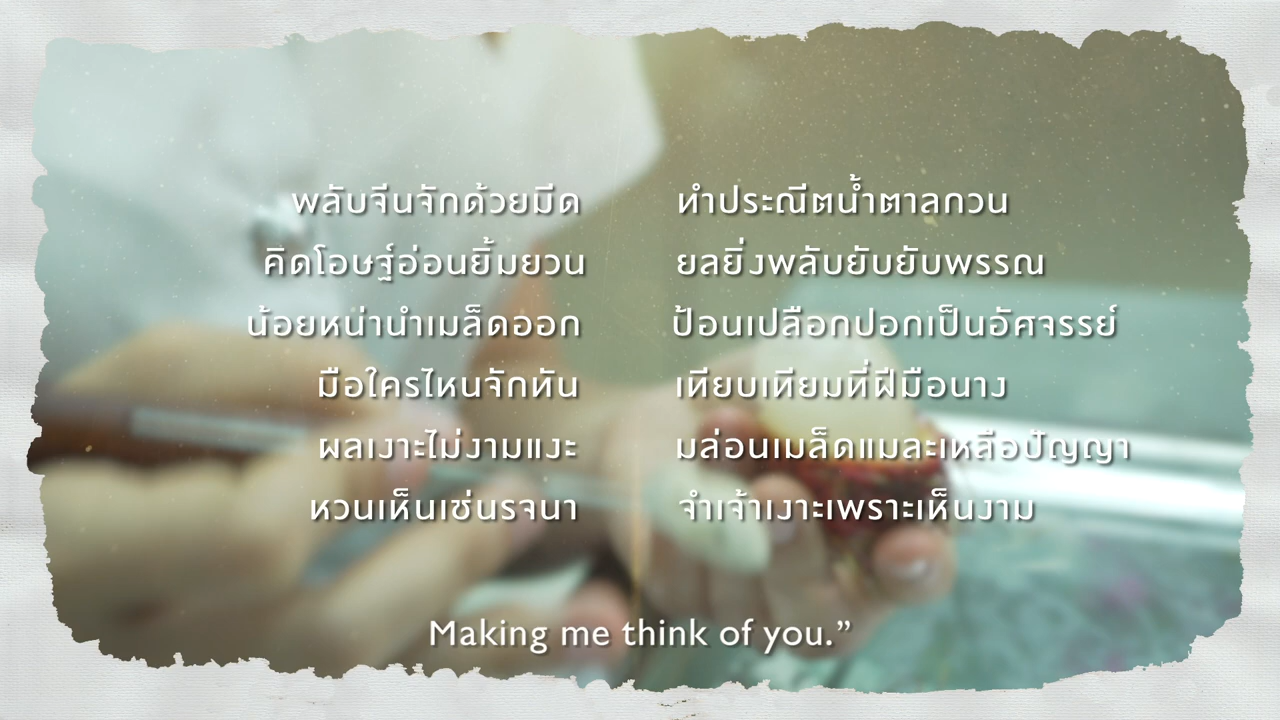 พลับจีนจักด้วยมีด ทำประณีตน้ำตาลกวน
คิดโอษฐ์อ่อนยิ้มยวน ยลยิ่งพลับยับยับพรรณ
น้อยหน่านำเมล็ดออก ป้อนเปลือกปอกเป็นอัศจรรย์
มือใครไหนจักทัน เทียบเทียมที่ฝีมือนาง
ผลเงาะไม่งามแงะ มล่อนเมล็ดและเหลือปัญญา
หวนเห็นเช่นรจนา จำเจ้าเงาะเพราะเห็นงาม
Making me think of you.”